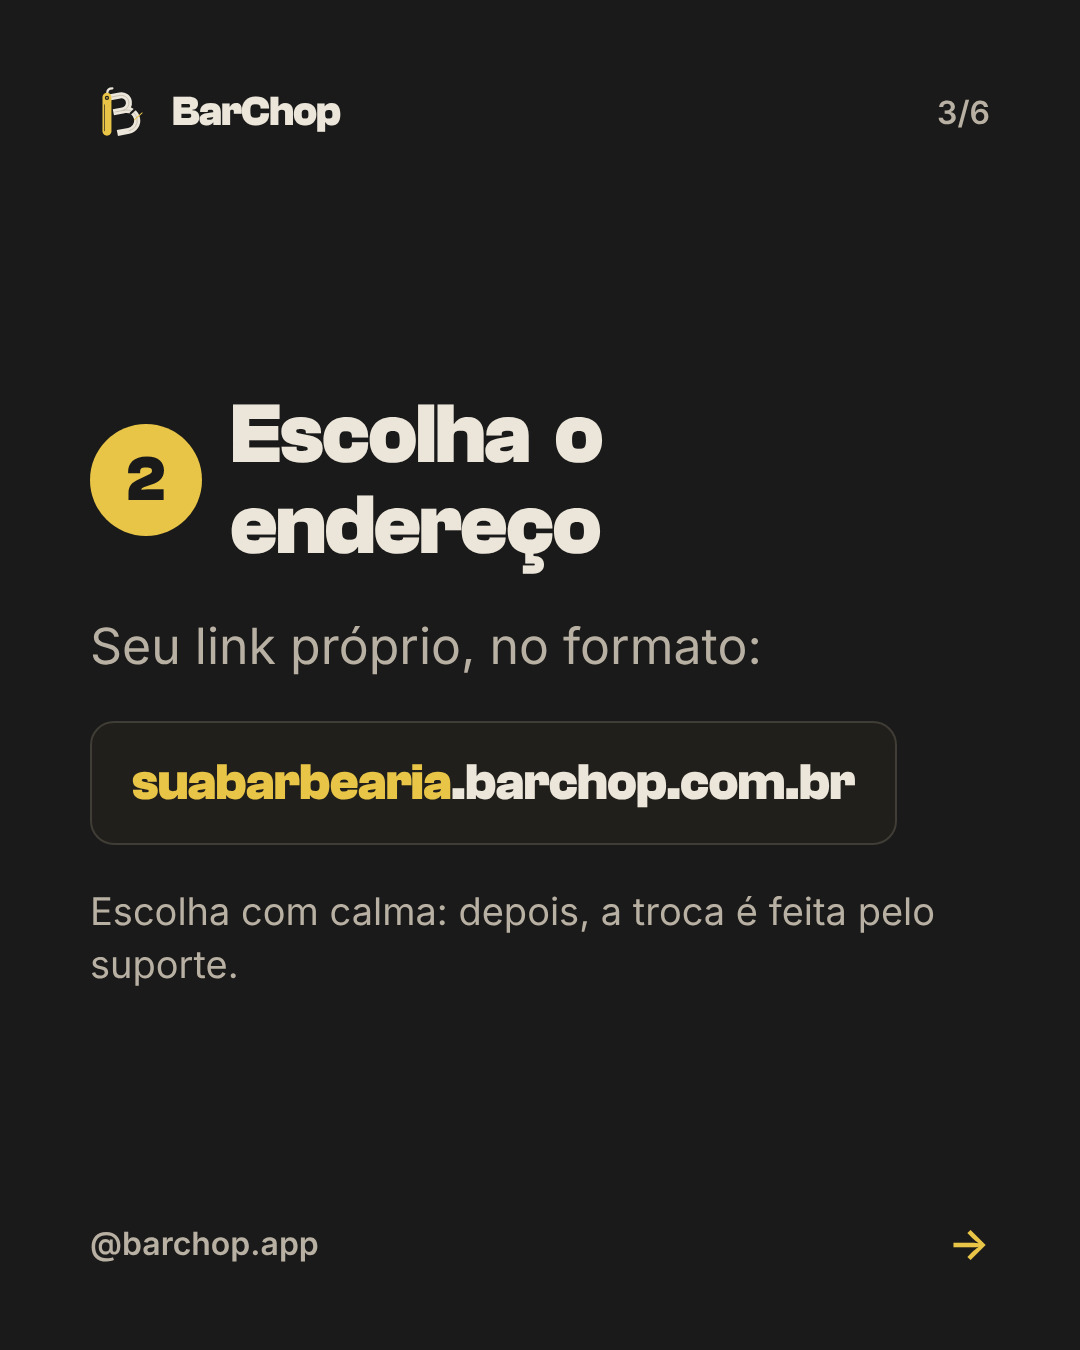 BarChop
3/6
2
Escolha o
endereço
Seu link próprio, no formato:
suabarbearia.barchop.com.br
Escolha com calma: depois, a troca é feita pelo
suporte.
@barchop.app
→